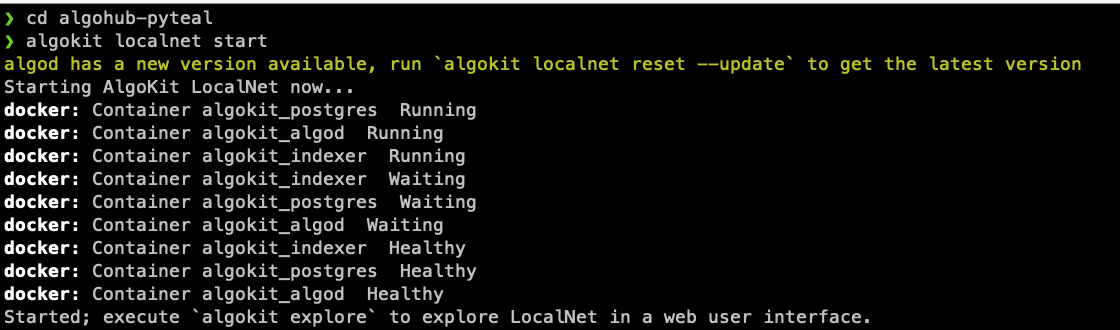 ❯ cd algohub-pyteal
❯ algokit localnet start
algod has a new version available, run `algokit localnet reset --update` to get the latest version
Starting AlgoKit LocalNet now...
docker: Container algokit_postgres  Running
docker: Container algokit_algod  Running
docker: Container algokit_indexer  Running
docker: Container algokit_indexer  Waiting
docker: Container algokit_postgres  Waiting
docker: Container algokit_algod  Waiting
docker: Container algokit_indexer  Healthy
docker: Container algokit_postgres  Healthy
docker: Container algokit_algod  Healthy
Started; execute `algokit explore` to explore LocalNet in a web user interface.